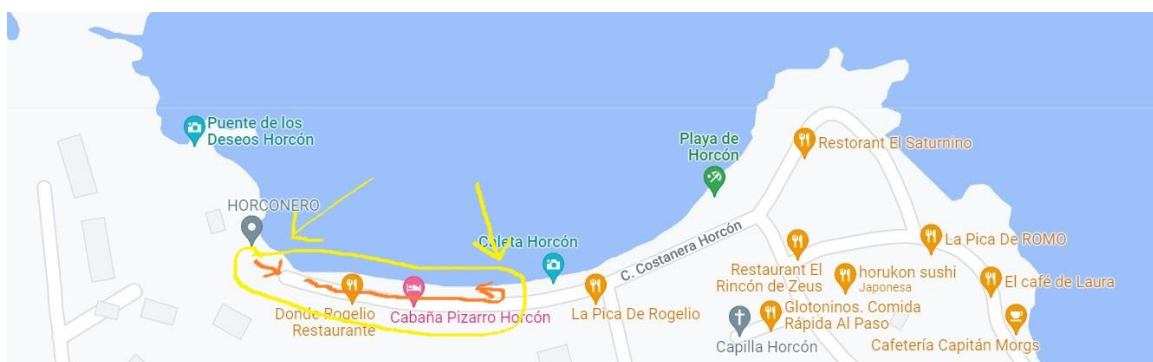 Puente de los
Deseos Horcón
HORCONERO
Donde Rogelio
Restaurante
Cabaña Pizarro Horcón
Caleta Horcón
La Pica De Rogelio
C. Costanera Horcón
Playa de
Horcón
Restorant El Saturnino
La Pica De ROMO
Restaurant El
Rincón de Zeus
horukon sushi
Japonesa
El café de Laura
Glotoninos. Comida
Rápida Al Paso
Capilla Horcón
Cafetería Capitán Morgs